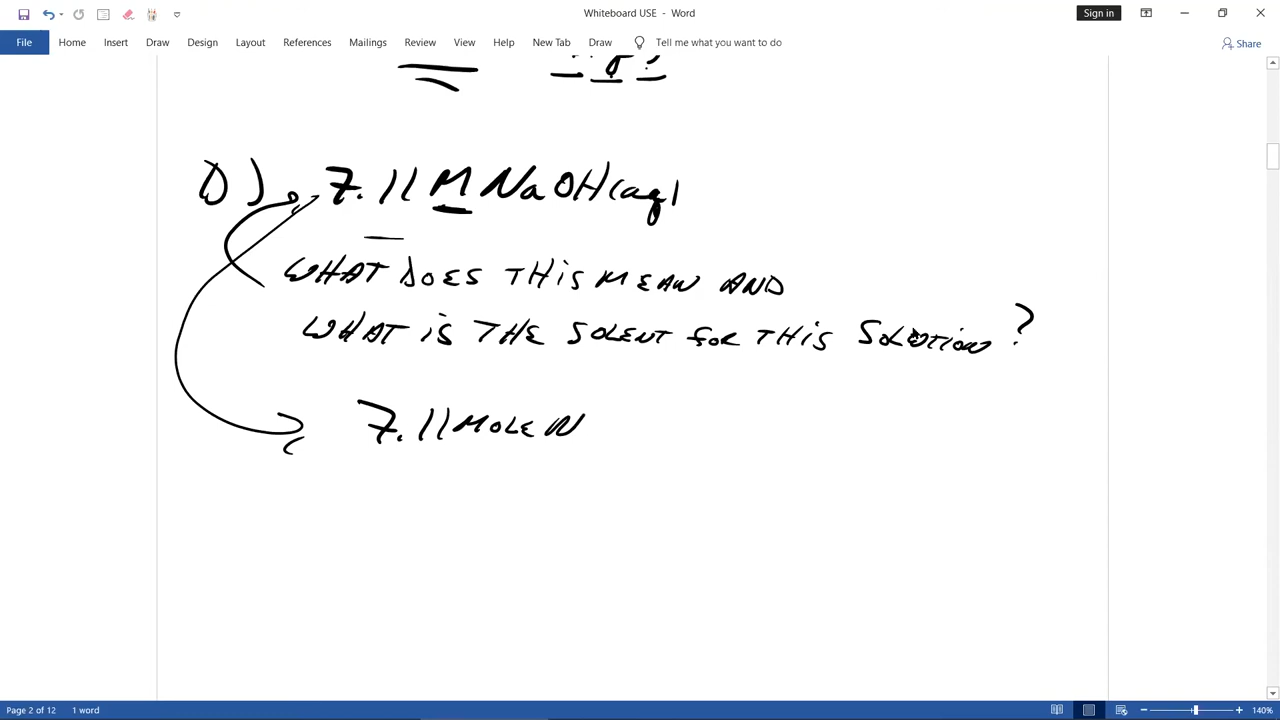 Whiteboard USE - Word
Sign in
File Home Insert Draw Design Layout References Mailings Review View Help New Tab Draw Tell me what you want to do
Share
D) 7.11 M NaOH(aq)
WHAT DOES THIS MEAN AND
WHAT IS THE SOLENT FOR THIS SOLUTION?
7.11 MOLE N
Page 2 of 12 1 word
140%